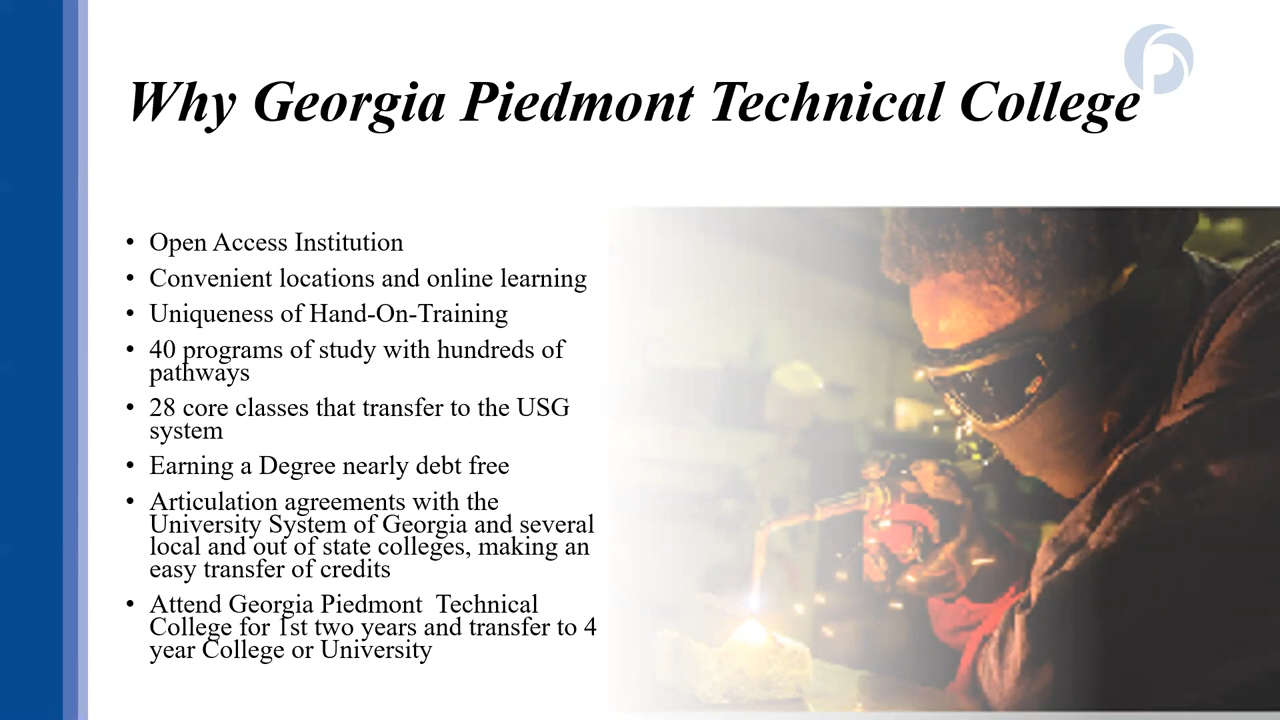 Why Georgia Piedmont Technical College
• Open Access Institution
• Convenient locations and online learning
• Uniqueness of Hand-On-Training
• 40 programs of study with hundreds of
pathways
• 28 core classes that transfer to the USG
system
• Earning a Degree nearly debt free
• Articulation agreements with the
University System of Georgia and several
local and out of state colleges, making an
easy transfer of credits
• Attend Georgia Piedmont  Technical
College for 1st two years and transfer to 4
year College or University